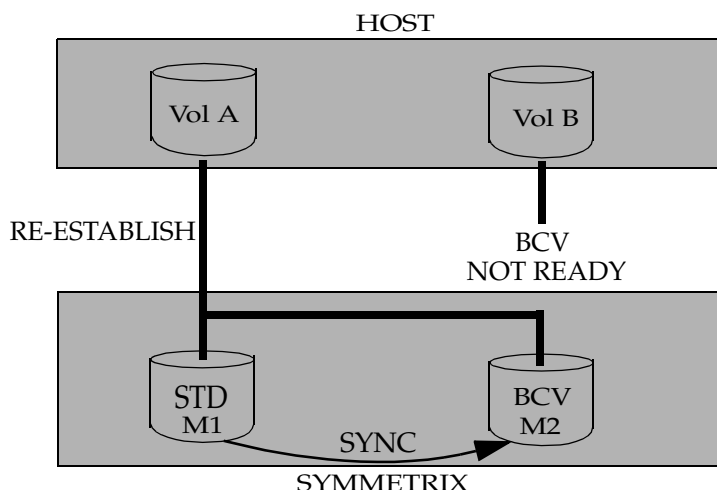 HOST
Vol A
Vol B
RE-ESTABLISH
BCV
NOT READY
STD
M1
BCV
M2
SYNC
SYMMETRIX